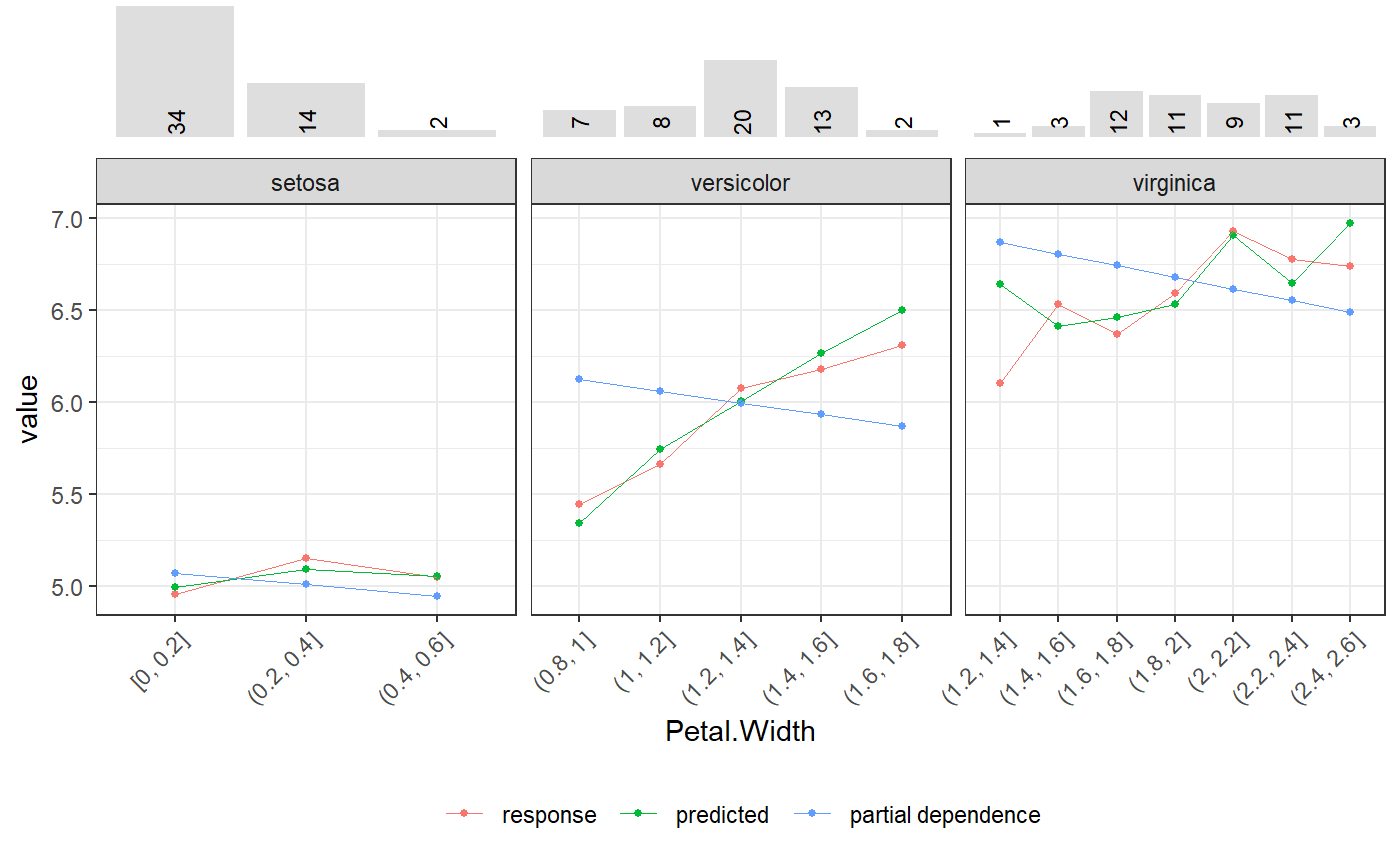 34 14 2 7 8 20 13 2 1 3 12 11 9 11 3
setosa versicolor virginica
7.0
6.5
6.0
5.5
5.0
value
[0, 0.2] (0.2, 0.4] (0.4, 0.6] (0.8, 1] (1, 1.2] (1.2, 1.4] (1.4, 1.6] (1.6, 1.8] (1.2, 1.4] (1.4, 1.6] (1.6, 1.8] (1.8, 2] (2, 2.2] (2.2, 2.4] (2.4, 2.6]
Petal.Width
response predicted partial dependence